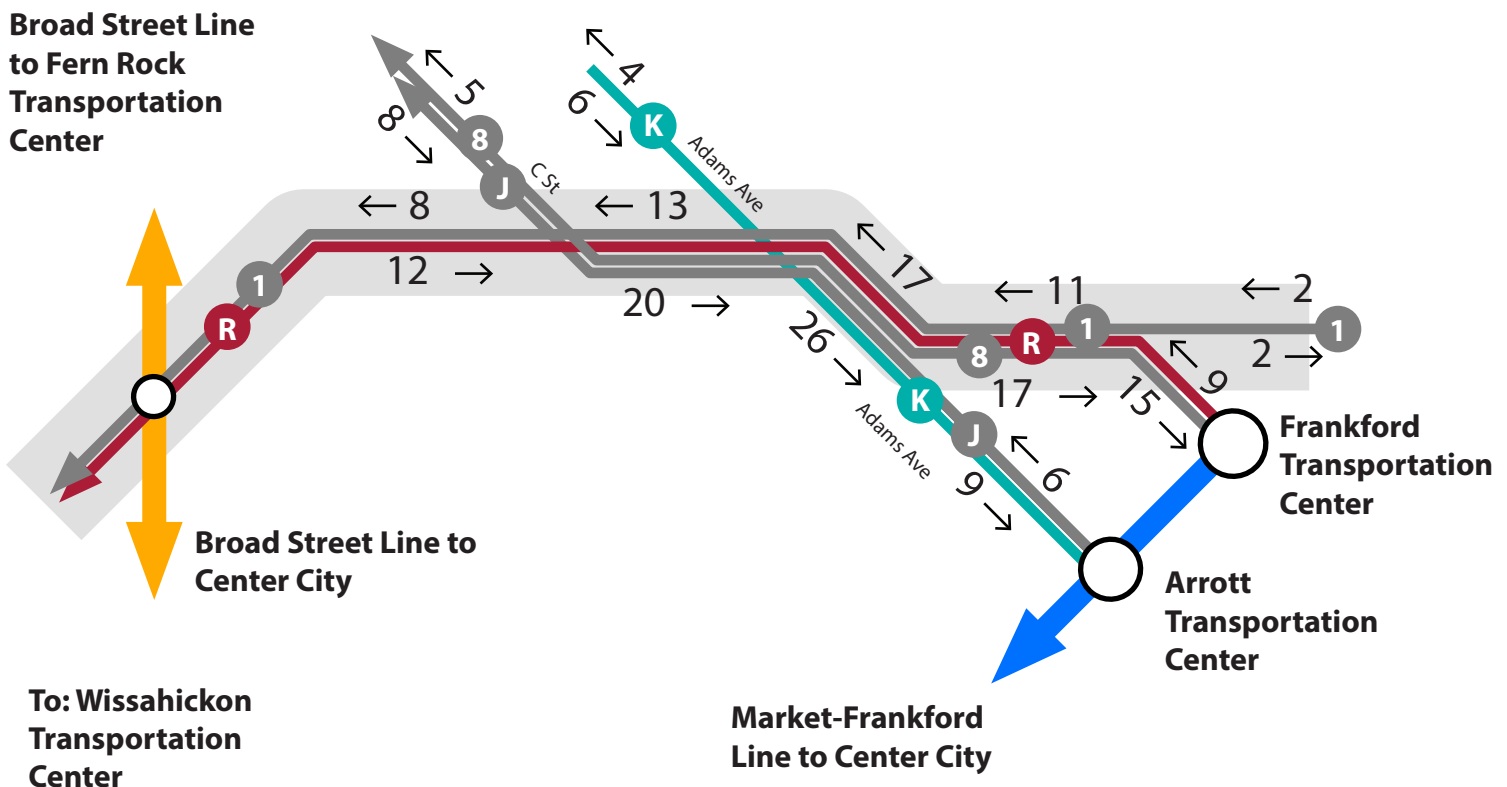 Broad Street Line
to Fern Rock
Transportation
Center
5
8
8
J
C St
4
6
K
Adams Ave
8
13
12
20
17
11
2
1
R
26
8
R
1
1
2
17
15
9
K
Adams Ave
J
9
6
Frankford
Transportation
Center
Broad Street Line to
Center City
Arrott
Transportation
Center
To: Wissahickon
Transportation
Center
Market-Frankford
Line to Center City